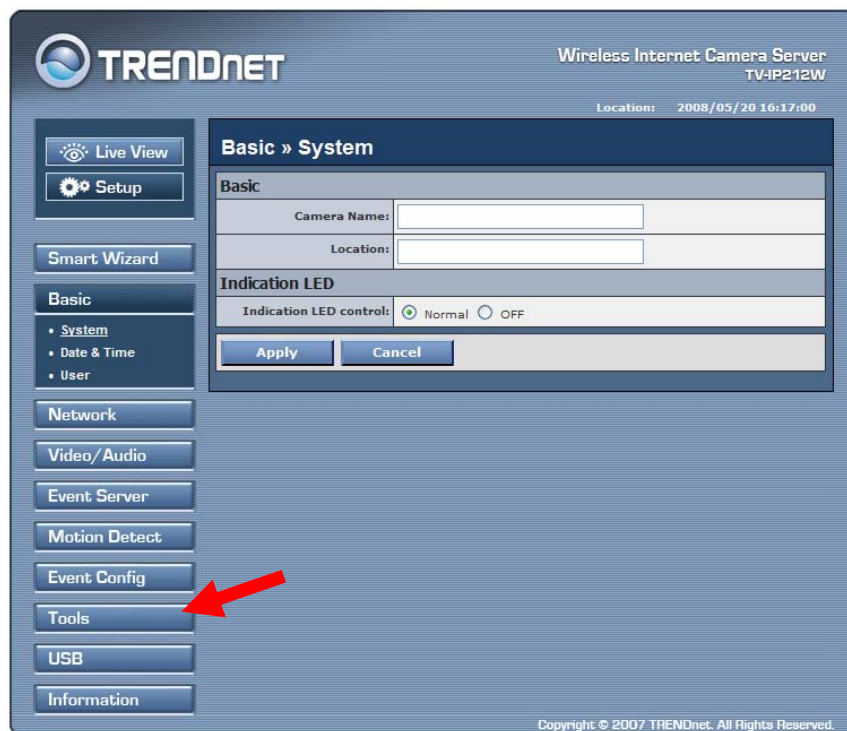 TRENDNET
Wireless Internet Camera Server
TV-IP212W
Location: 2008/05/20 16:17:00
Live View
Setup
Smart Wizard
Basic
• System
• Date & Time
• User
Network
Video/Audio
Event Server
Motion Detect
Event Config
Tools
USB
Information
Basic » System
Basic
Camera Name:
Location:
Indication LED
Indication LED control: Normal OFF
Apply Cancel
Copyright © 2007 TRENDnet. All Rights Reserved.